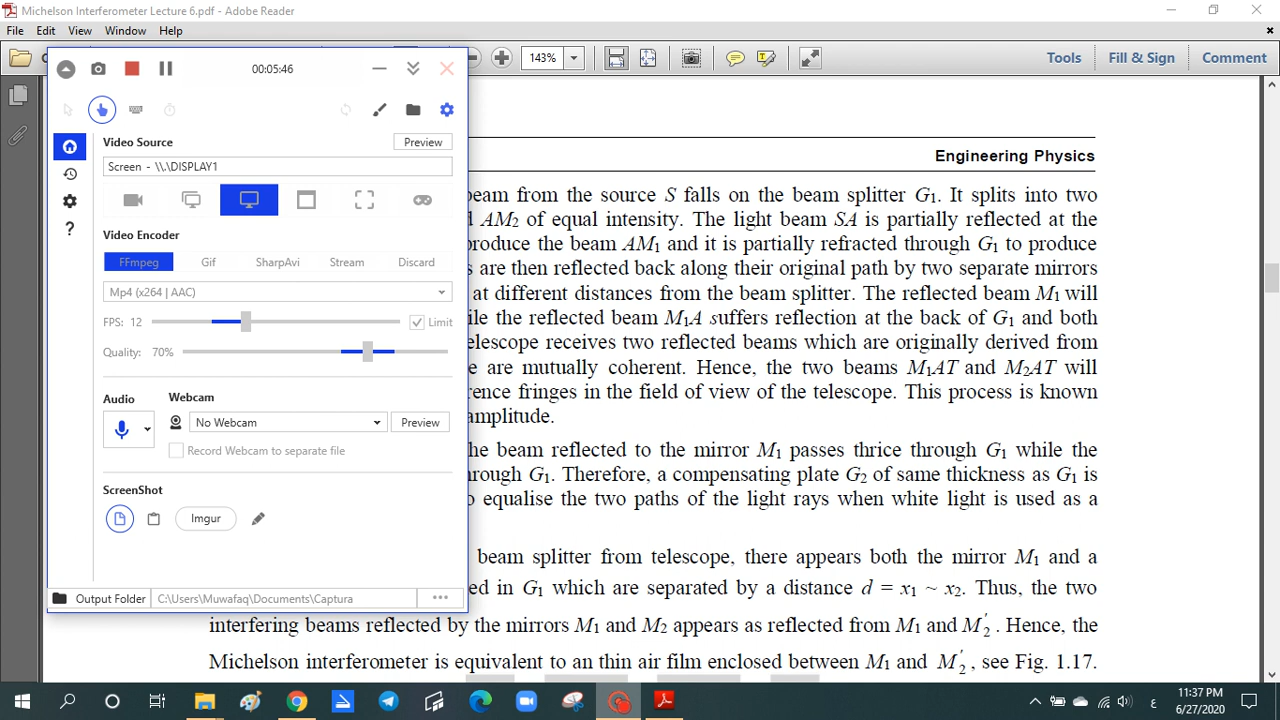 Michelson Interferometer Lecture 6.pdf - Adobe Reader
File Edit View Window Help
143% Tools Fill & Sign Comment
00:05:46
Video Source Preview
Screen - \\.\DISPLAY1
Video Encoder
FFmpeg Gif SharpAvi Stream Discard
Mp4 (x264 | AAC)
FPS: 12 Limit
Quality: 70%
Audio Webcam
No Webcam Preview
Record Webcam to separate file
ScreenShot
Imgur
Output Folder C:\Users\Muwafaq\Documents\Captura ...
Engineering Physics
beam from the source S falls on the beam splitter G1. It splits into two
AM2 of equal intensity. The light beam SA is partially reflected at the
produce the beam AM1 and it is partially refracted through G1 to produce
s are then reflected back along their original path by two separate mirrors
at different distances from the beam splitter. The reflected beam M1 will
ile the reflected beam M1A suffers reflection at the back of G1 and both
elescope receives two reflected beams which are originally derived from
e are mutually coherent. Hence, the two beams M1AT and M2AT will
rence fringes in the field of view of the telescope. This process is known
amplitude.
he beam reflected to the mirror M1 passes thrice through G1 while the
rough G1. Therefore, a compensating plate G2 of same thickness as G1 is
o equalise the two paths of the light rays when white light is used as a
beam splitter from telescope, there appears both the mirror M1 and a
ed in G1 which are separated by a distance d = x1 ~ x2. Thus, the two
interfering beams reflected by the mirrors M1 and M2 appears as reflected from M1 and M2′. Hence, the
Michelson interferometer is equivalent to an thin air film enclosed between M1 and M2′, see Fig. 1.17.
ع 11:37 PM
6/27/2020